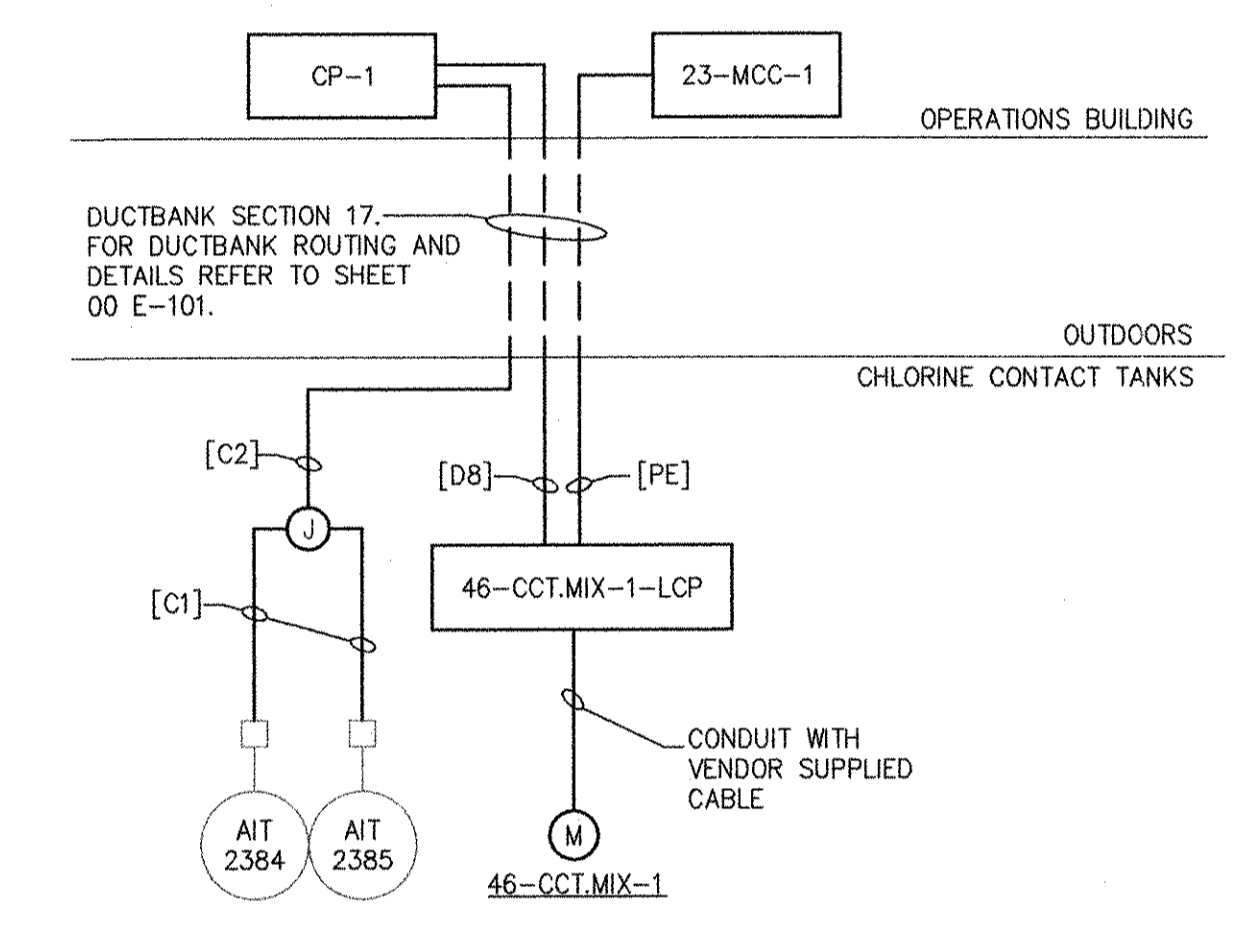 CP-1
23-MCC-1
OPERATIONS BUILDING
DUCTBANK SECTION 17.
FOR DUCTBANK ROUTING AND
DETAILS REFER TO SHEET
00 E-101.
OUTDOORS
CHLORINE CONTACT TANKS
[C2]
[D8]
[PE]
J
46-CCT.MIX-1-LCP
[C1]
CONDUIT WITH
VENDOR SUPPLIED
CABLE
AIT
2384
AIT
2385
M
46-CCT.MIX-1